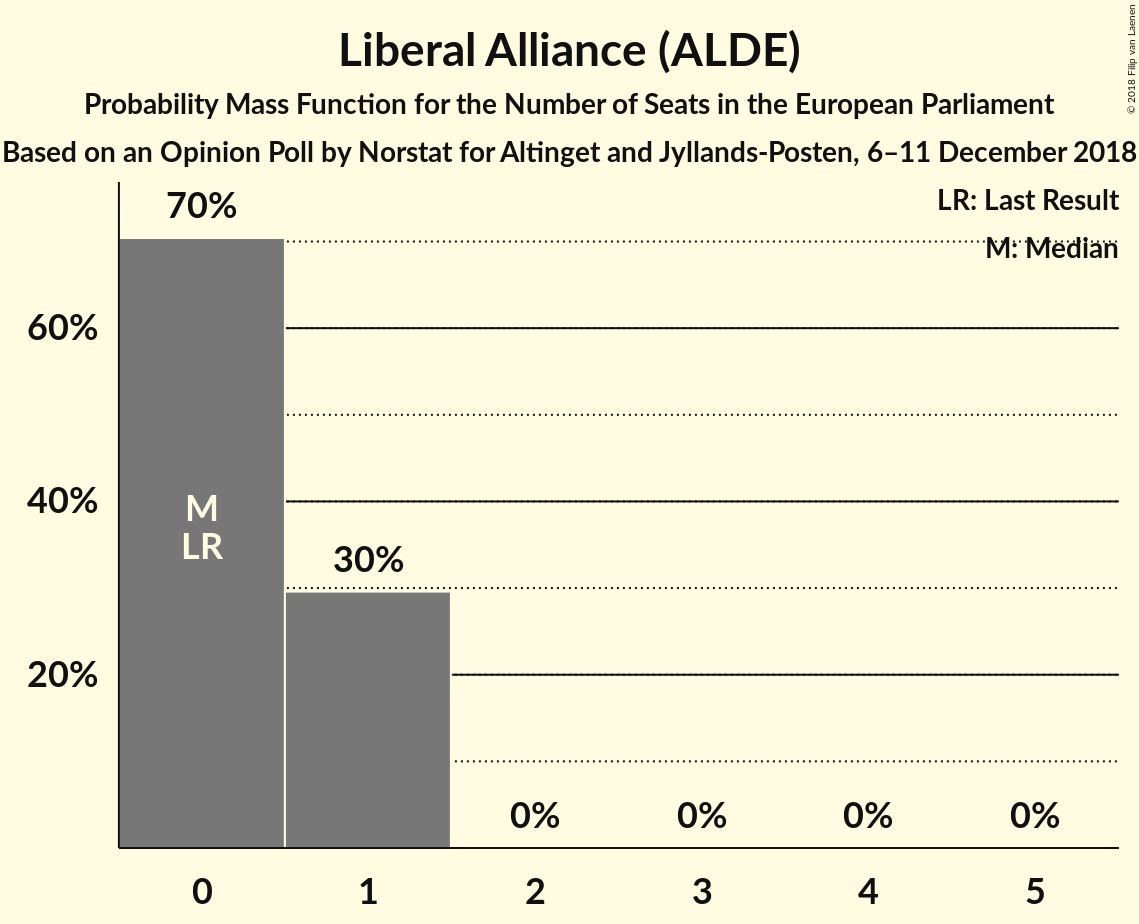 Liberal Alliance (ALDE)
Probability Mass Function for the Number of Seats in the European Parliament
Based on an Opinion Poll by Norstat for Altinget and Jyllands-Posten, 6–11 December 2018
© 2018 Filip van Laenen
LR: Last Result
M: Median
70%
60%
40%
M
LR
30%
20%
0% 0% 0% 0%
0 1 2 3 4 5